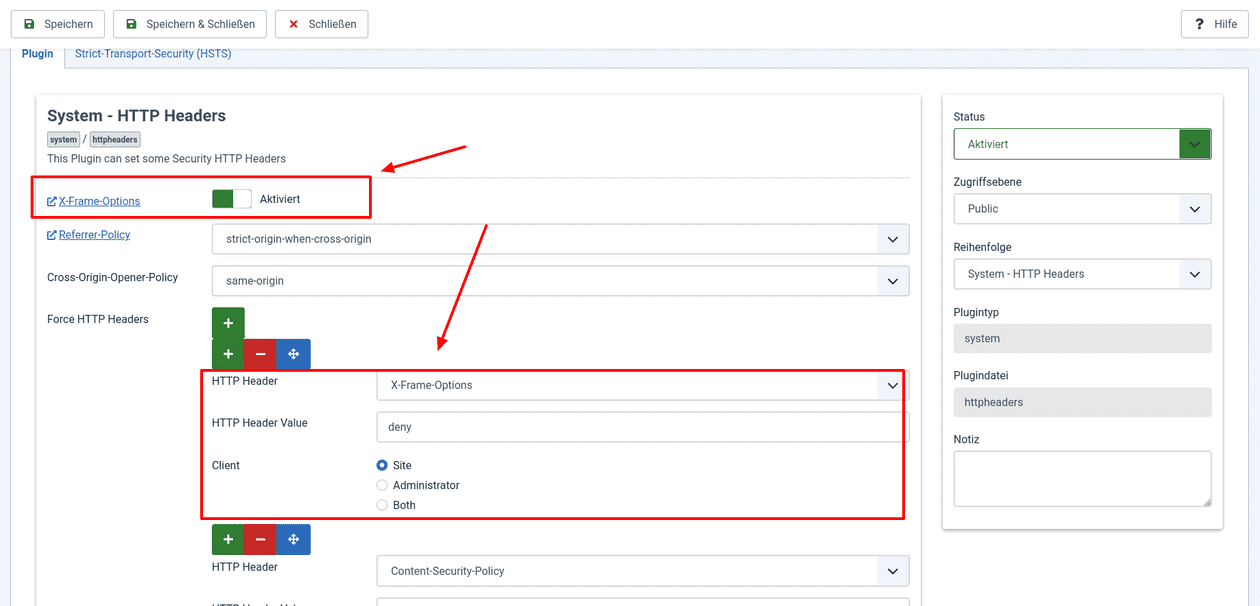 Speichern
Speichern & Schließen
Schließen
Hilfe
Plugin
Strict-Transport-Security (HSTS)
System - HTTP Headers
system / httpheaders
This Plugin can set some Security HTTP Headers
X-Frame-Options
Aktiviert
Referrer-Policy
strict-origin-when-cross-origin
Cross-Origin-Opener-Policy
same-origin
Force HTTP Headers
HTTP Header
X-Frame-Options
HTTP Header Value
deny
Client
Site
Administrator
Both
HTTP Header
Content-Security-Policy
HTTP Header Value
Status
Aktiviert
Zugriffsebene
Public
Reihenfolge
System - HTTP Headers
Plugintyp
system
Plugindatei
httpheaders
Notiz